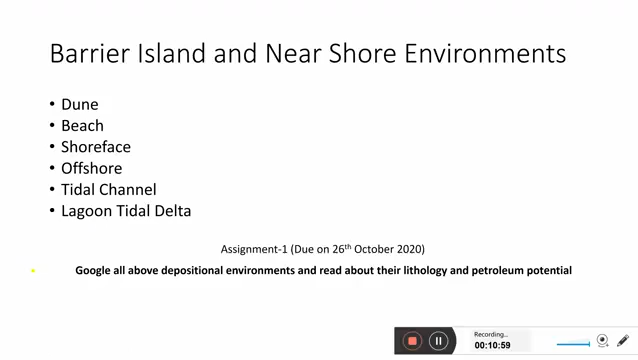 Barrier Island and Near Shore Environments
• Dune
• Beach
• Shoreface
• Offshore
• Tidal Channel
• Lagoon Tidal Delta
Assignment-1 (Due on 26th October 2020)
Google all above depositional environments and read about their lithology and petroleum potential
Recording...
00:10:59